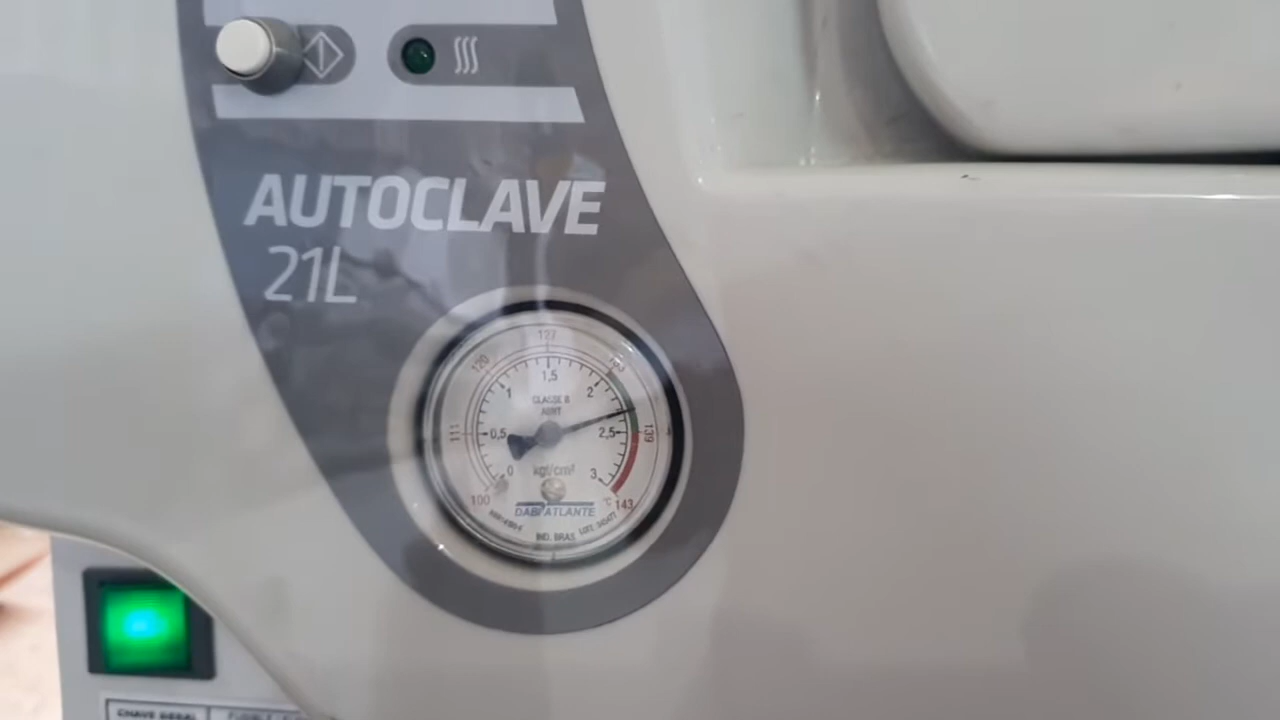 AUTOCLAVE
21L
127
120
133
1,5
1
2
CLASSE B
ABNT
111
0,5
2,5
139
0
kgf/cm²
3
100
°C
143
DABI ATLANTE
IND. BRAS.
CHAVE GERAL